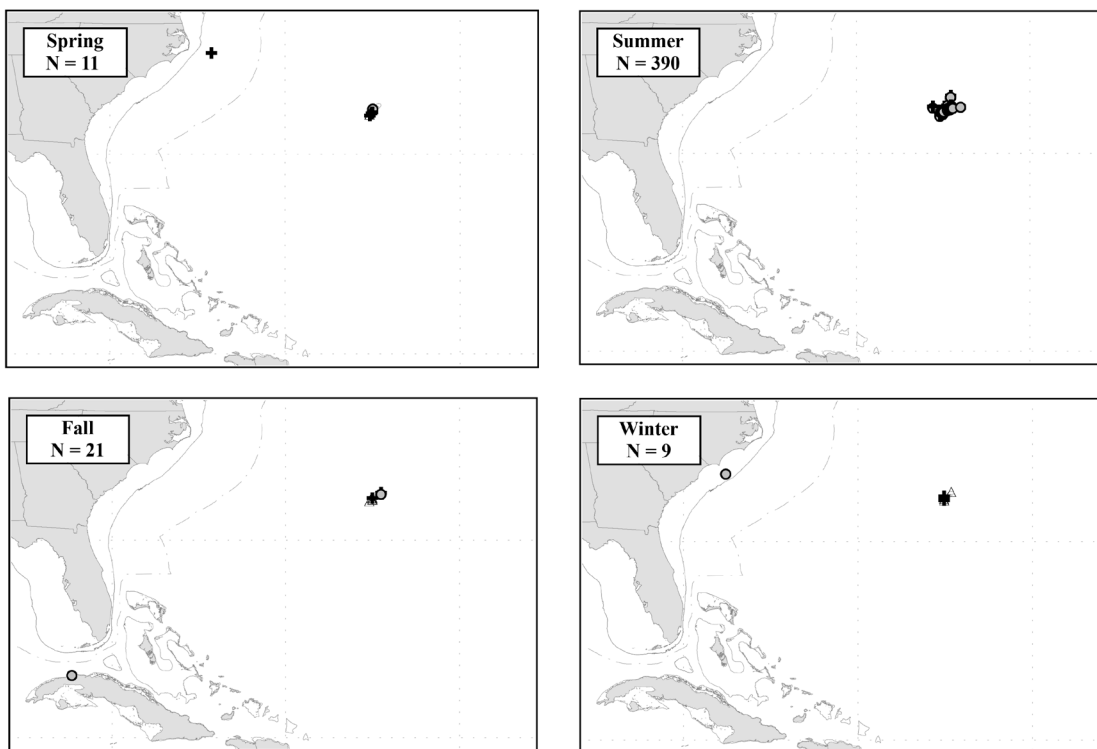 Spring
N = 11
Summer
N = 390
Fall
N = 21
Winter
N = 9